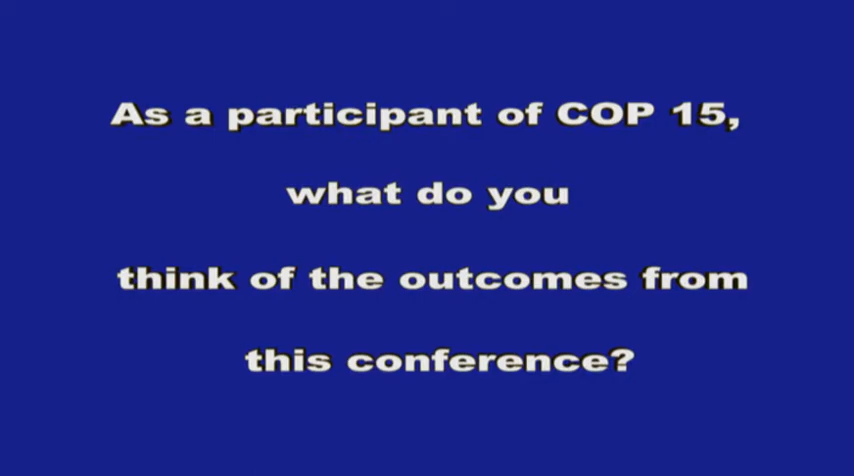 As a participant of COP 15,
what do you
think of the outcomes from
this conference?